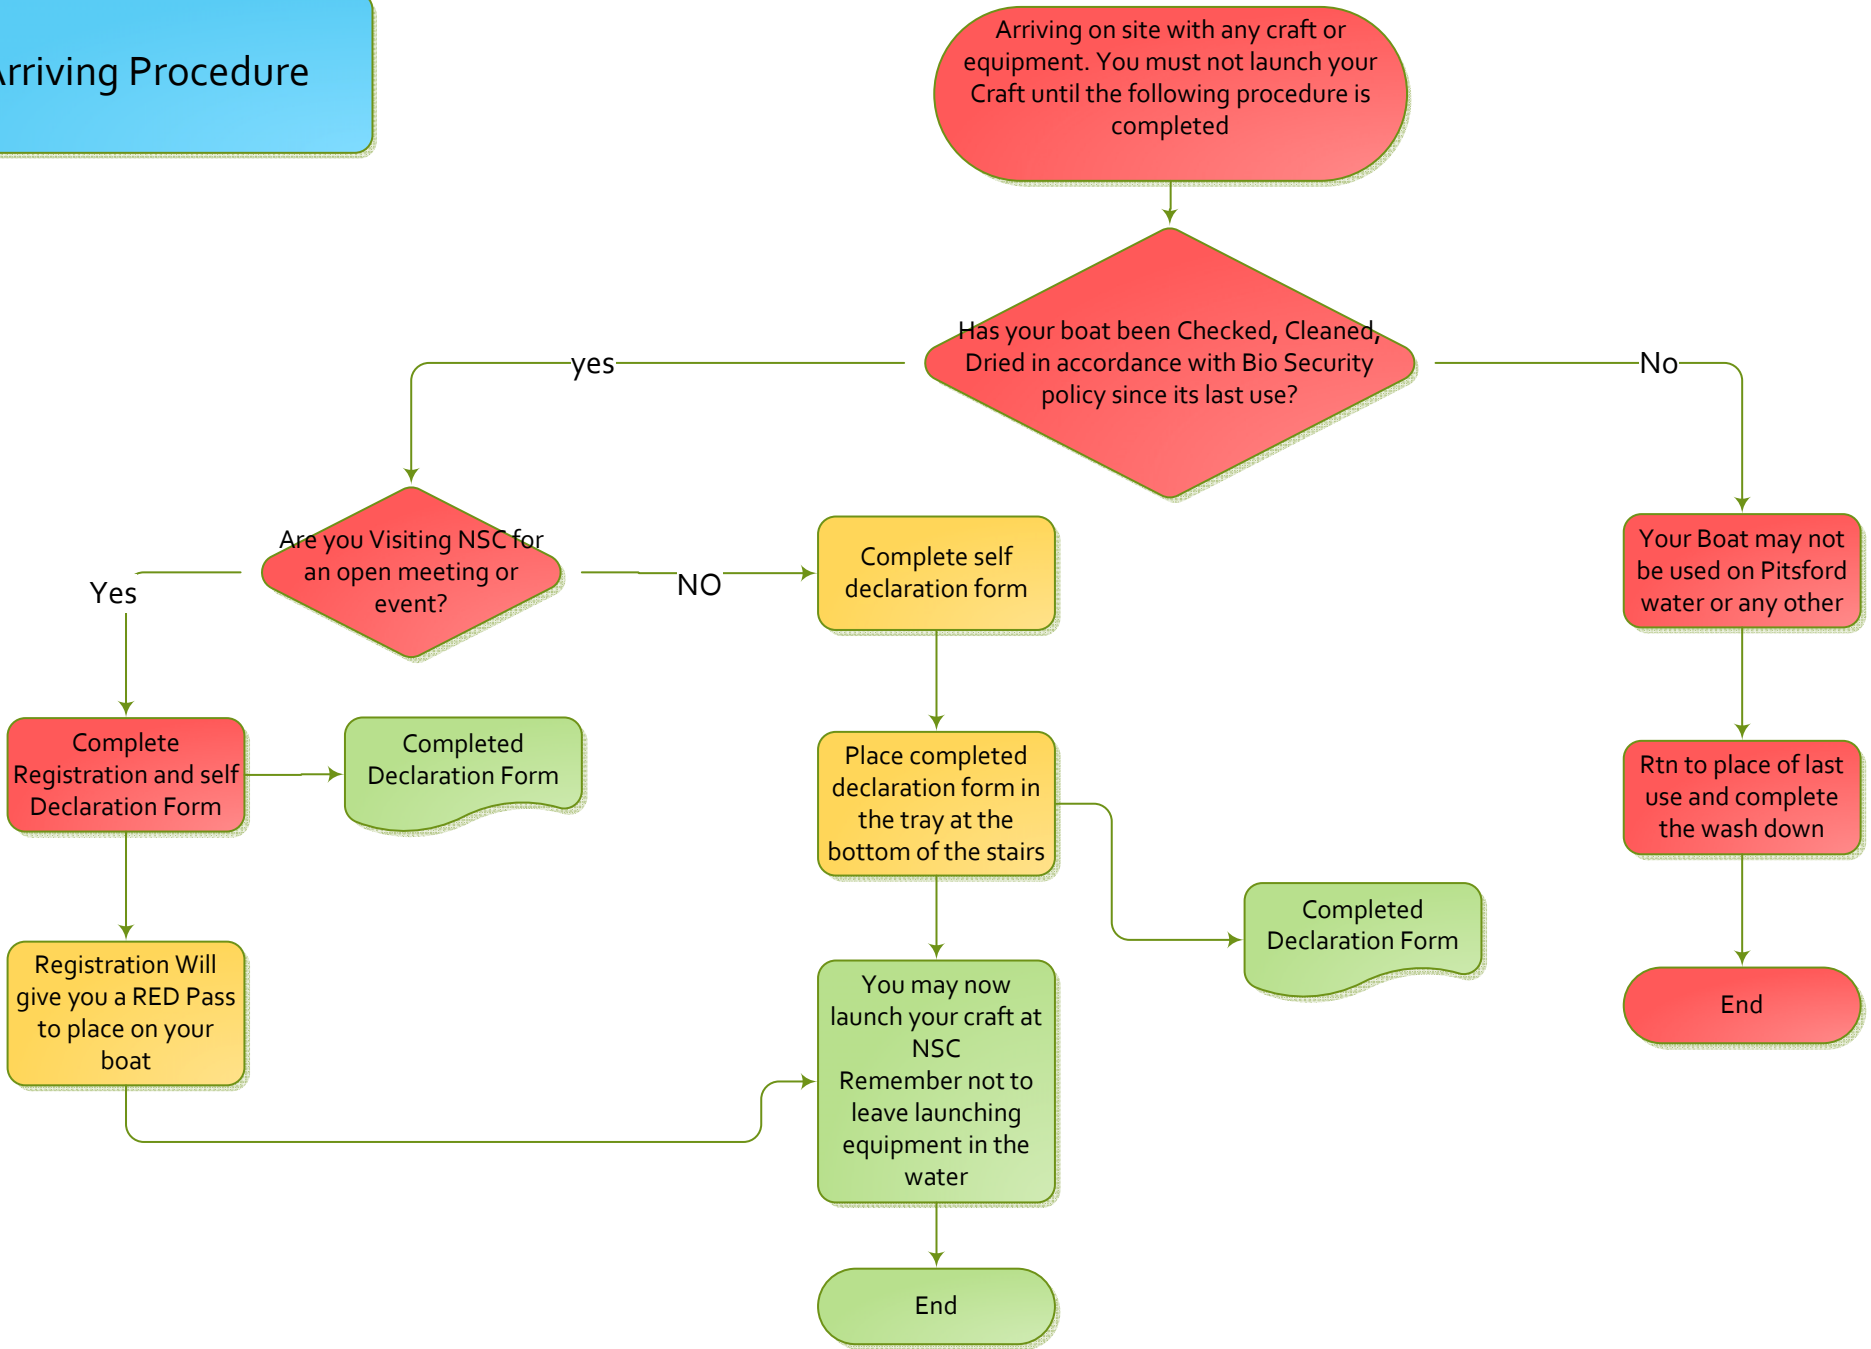 Arriving Procedure
Arriving on site with any craft or
equipment. You must not launch your
Craft until the following procedure is
completed
Has your boat been Checked, Cleaned,
Dried in accordance with Bio Security
policy since its last use?
yes
No
Are you Visiting NSC for
an open meeting or
event?
Yes
NO
Complete self
declaration form
Your Boat may not
be used on Pitsford
water or any other
Complete
Registration and self
Declaration Form
Completed
Declaration Form
Place completed
declaration form in
the tray at the
bottom of the stairs
Rtn to place of last
use and complete
the wash down
Completed
Declaration Form
Registration Will
give you a RED Pass
to place on your
boat
You may now
launch your craft at
NSC
Remember not to
leave launching
equipment in the
water
End
End